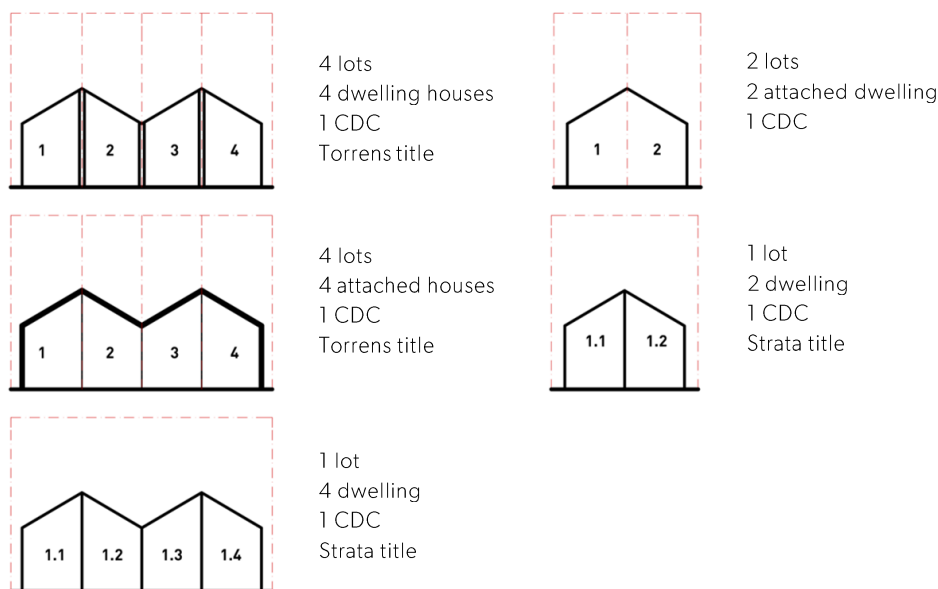 1
2
3
4
4 lots
4 dwelling houses
1 CDC
Torrens title
1
2
2 lots
2 attached dwelling
1 CDC
1
2
3
4
4 lots
4 attached houses
1 CDC
Torrens title
1.1
1.2
1 lot
2 dwelling
1 CDC
Strata title
1.1
1.2
1.3
1.4
1 lot
4 dwelling
1 CDC
Strata title